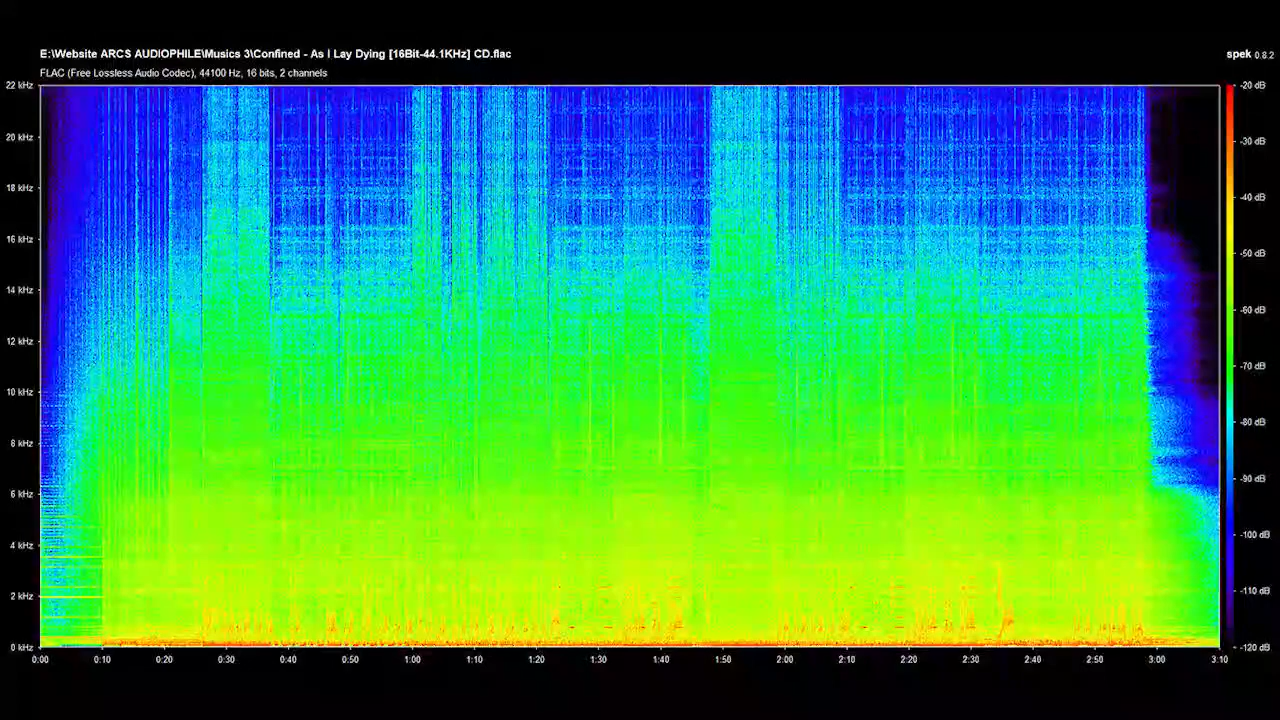 E:\Website ARCS AUDIOPHILE\Musics 3\Confined - As I Lay Dying [16Bit-44.1KHz] CD.flac
spek 0.8.2
FLAC (Free Lossless Audio Codec), 44100 Hz, 16 bits, 2 channels
22 kHz
20 kHz
18 kHz
16 kHz
14 kHz
12 kHz
10 kHz
8 kHz
6 kHz
4 kHz
2 kHz
0 kHz
0:00 0:10 0:20 0:30 0:40 0:50 1:00 1:10 1:20 1:30 1:40 1:50 2:00 2:10 2:20 2:30 2:40 2:50 3:00 3:10
-20 dB
-30 dB
-40 dB
-50 dB
-60 dB
-70 dB
-80 dB
-90 dB
-100 dB
-110 dB
-120 dB